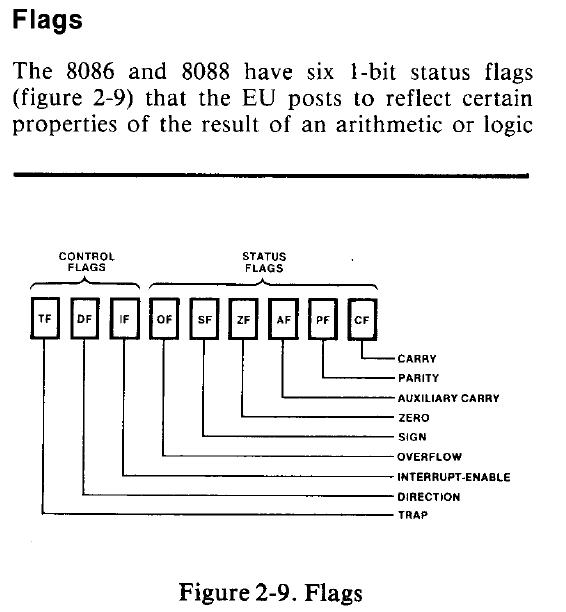 Flags
The 8086 and 8088 have six 1-bit status flags
(figure 2-9) that the EU posts to reflect certain
properties of the result of an arithmetic or logic
CONTROL
FLAGS
STATUS
FLAGS
TF DF IF OF SF ZF AF PF CF
CARRY
PARITY
AUXILIARY CARRY
ZERO
SIGN
OVERFLOW
INTERRUPT-ENABLE
DIRECTION
TRAP
Figure 2-9. Flags